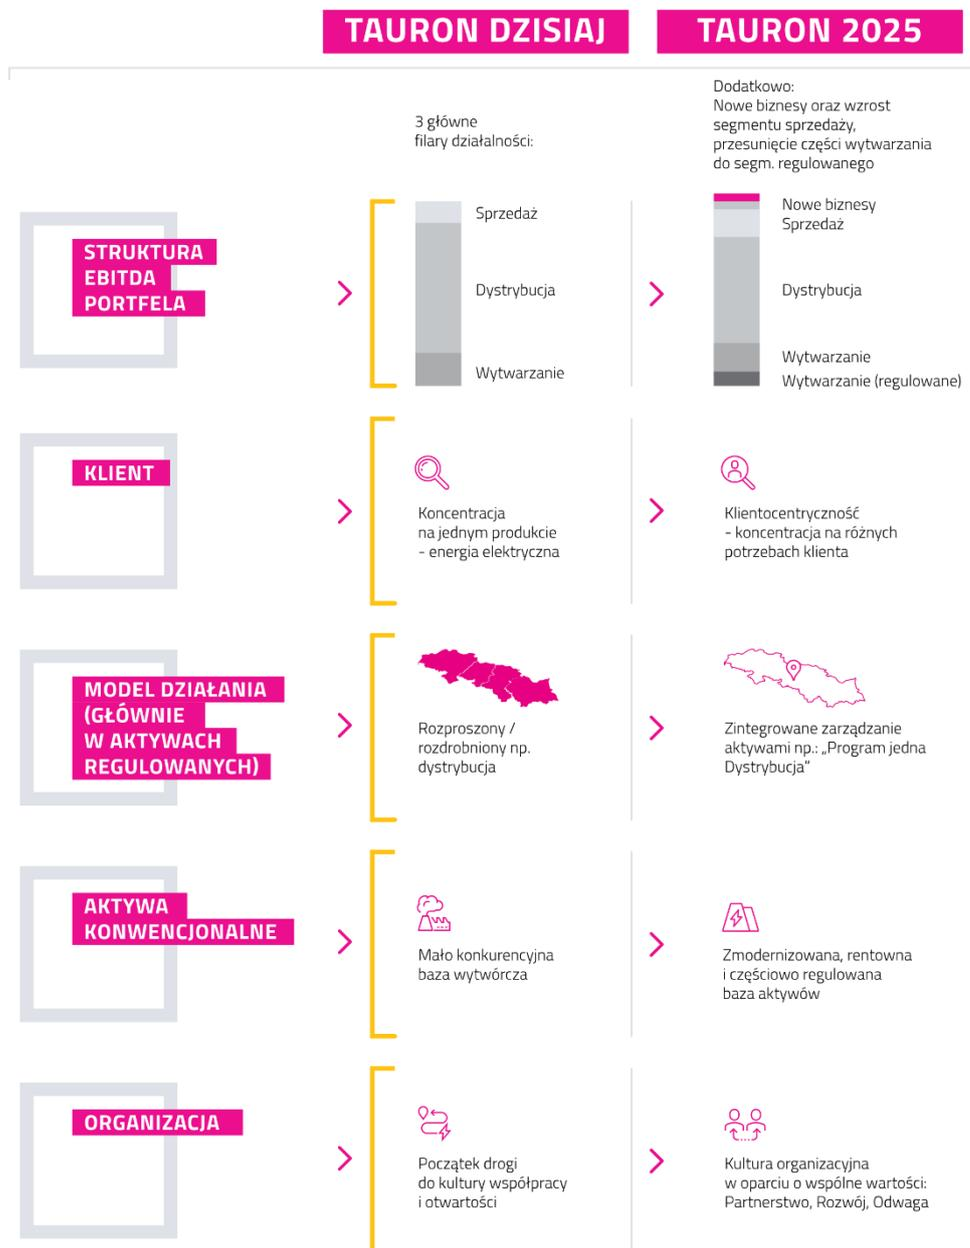 TAURON DZISIAJ
TAURON 2025
3 główne
filary działalności:
Dodatkowo:
Nowe biznesy oraz wzrost
segmentu sprzedaży,
przesunięcie części wytwarzania
do segm. regulowanego
STRUKTURA
EBITDA
PORTFELA
Sprzedaż
Dystrybucja
Wytwarzanie
Nowe biznesy
Sprzedaż
Dystrybucja
Wytwarzanie
Wytwarzanie (regulowane)
KLIENT
Koncentracja
na jednym produkcie
- energia elektryczna
Klientocentryczność
- koncentracja na różnych
potrzebach klienta
MODEL DZIAŁANIA
(GŁÓWNIE
W AKTYWACH
REGULOWANYCH)
Rozproszony /
rozdrobniony np.
dystrybucja
Zintegrowane zarządzanie
aktywami np.: „Program jedna
Dystrybucja”
AKTYWA
KONWENCJONALNE
Mało konkurencyjna
baza wytwórcza
Zmodernizowana, rentowna
i częściowo regulowana
baza aktywów
ORGANIZACJA
Początek drogi
do kultury współpracy
i otwartości
Kultura organizacyjna
w oparciu o wspólne wartości:
Partnerstwo, Rozwój, Odwaga